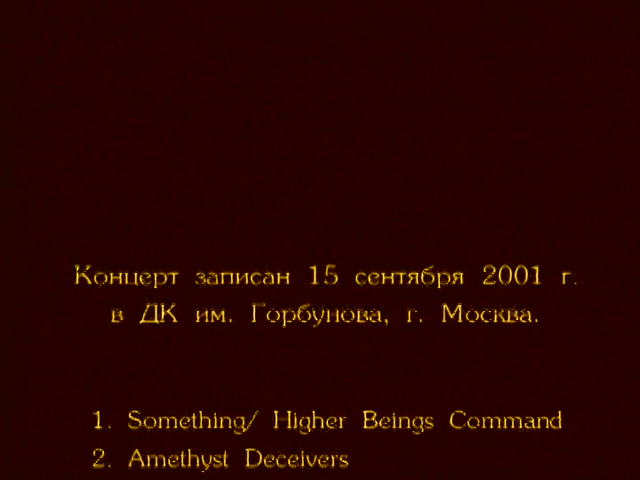 Концерт записан 15 сентября 2001 г.
в ДК им. Горбунова, г. Москва.
1. Something/ Higher Beings Command
2. Amethyst Deceivers